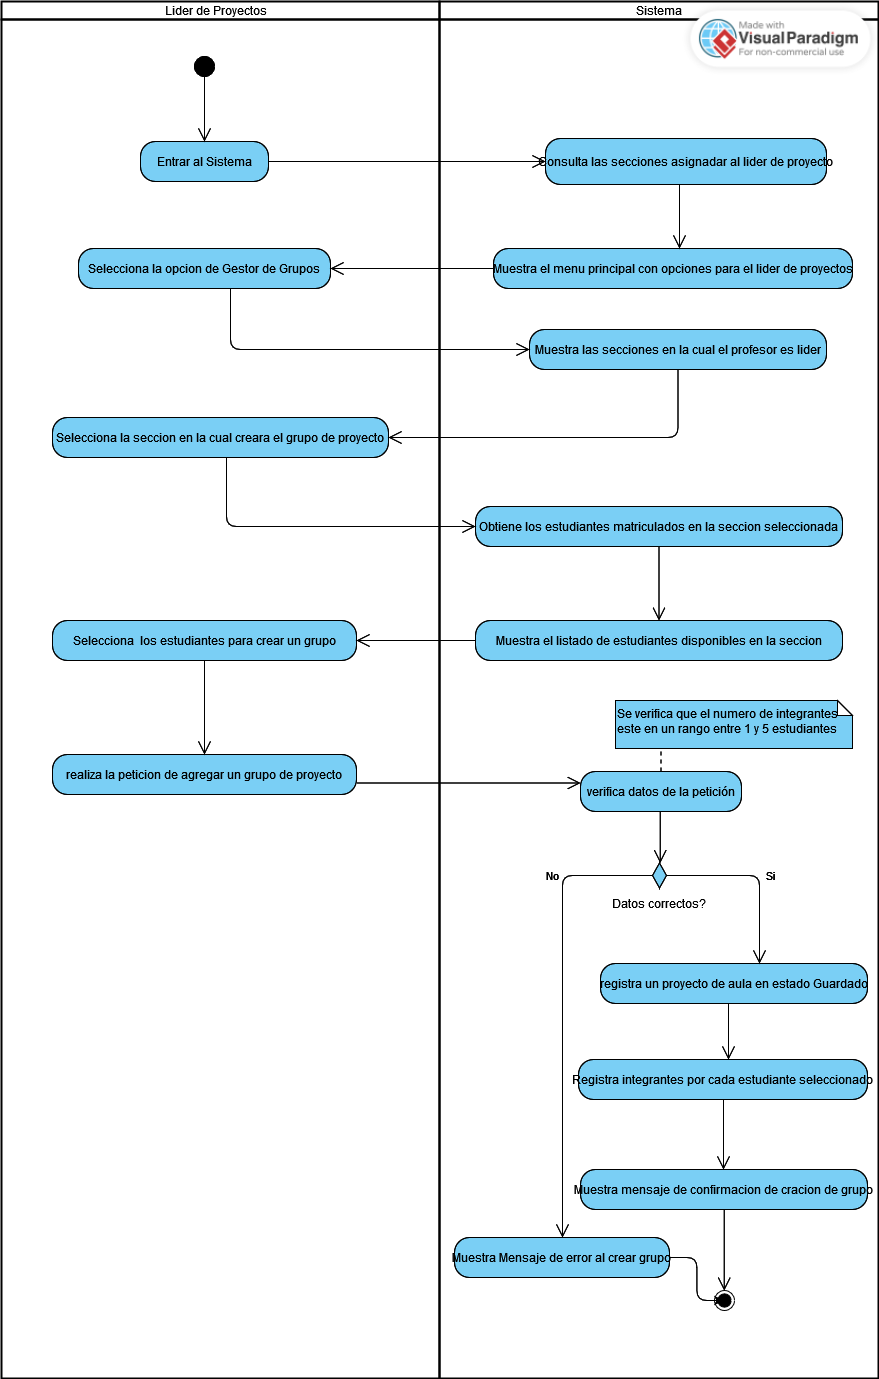 Lider de Proyectos
Sistema
Made with
Visual Paradigm
For non-commercial use
Entrar al Sistema
Consulta las secciones asignadar al lider de proyecto
Selecciona la opcion de Gestor de Grupos
Muestra el menu principal con opciones para el lider de proyectos
Muestra las secciones en la cual el profesor es lider
Selecciona la seccion en la cual creara el grupo de proyecto
Obtiene los estudiantes matriculados en la seccion seleccionada
Selecciona los estudiantes para crear un grupo
Muestra el listado de estudiantes disponibles en la seccion
Se verifica que el numero de integrantes
este en un rango entre 1 y 5 estudiantes
realiza la peticion de agregar un grupo de proyecto
verifica datos de la petición
No
Si
Datos correctos?
registra un proyecto de aula en estado Guardado
Registra integrantes por cada estudiante seleccionado
Muestra mensaje de confirmacion de cracion de grupo
Muestra Mensaje de error al crear grupo